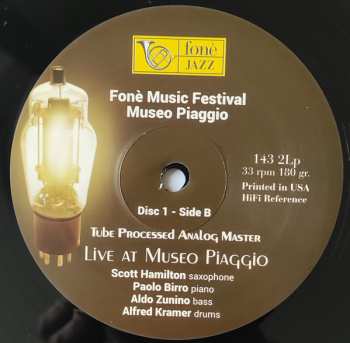 fonè
JAZZ
Fonè Music Festival
Museo Piaggio
143 2Lp
33 rpm 180 gr.
Printed in USA
HiFi Reference
Disc 1 - Side B
Tube Processed Analog Master
Live at Museo Piaggio
Scott Hamilton saxophone
Paolo Birro piano
Aldo Zunino bass
Alfred Kramer drums